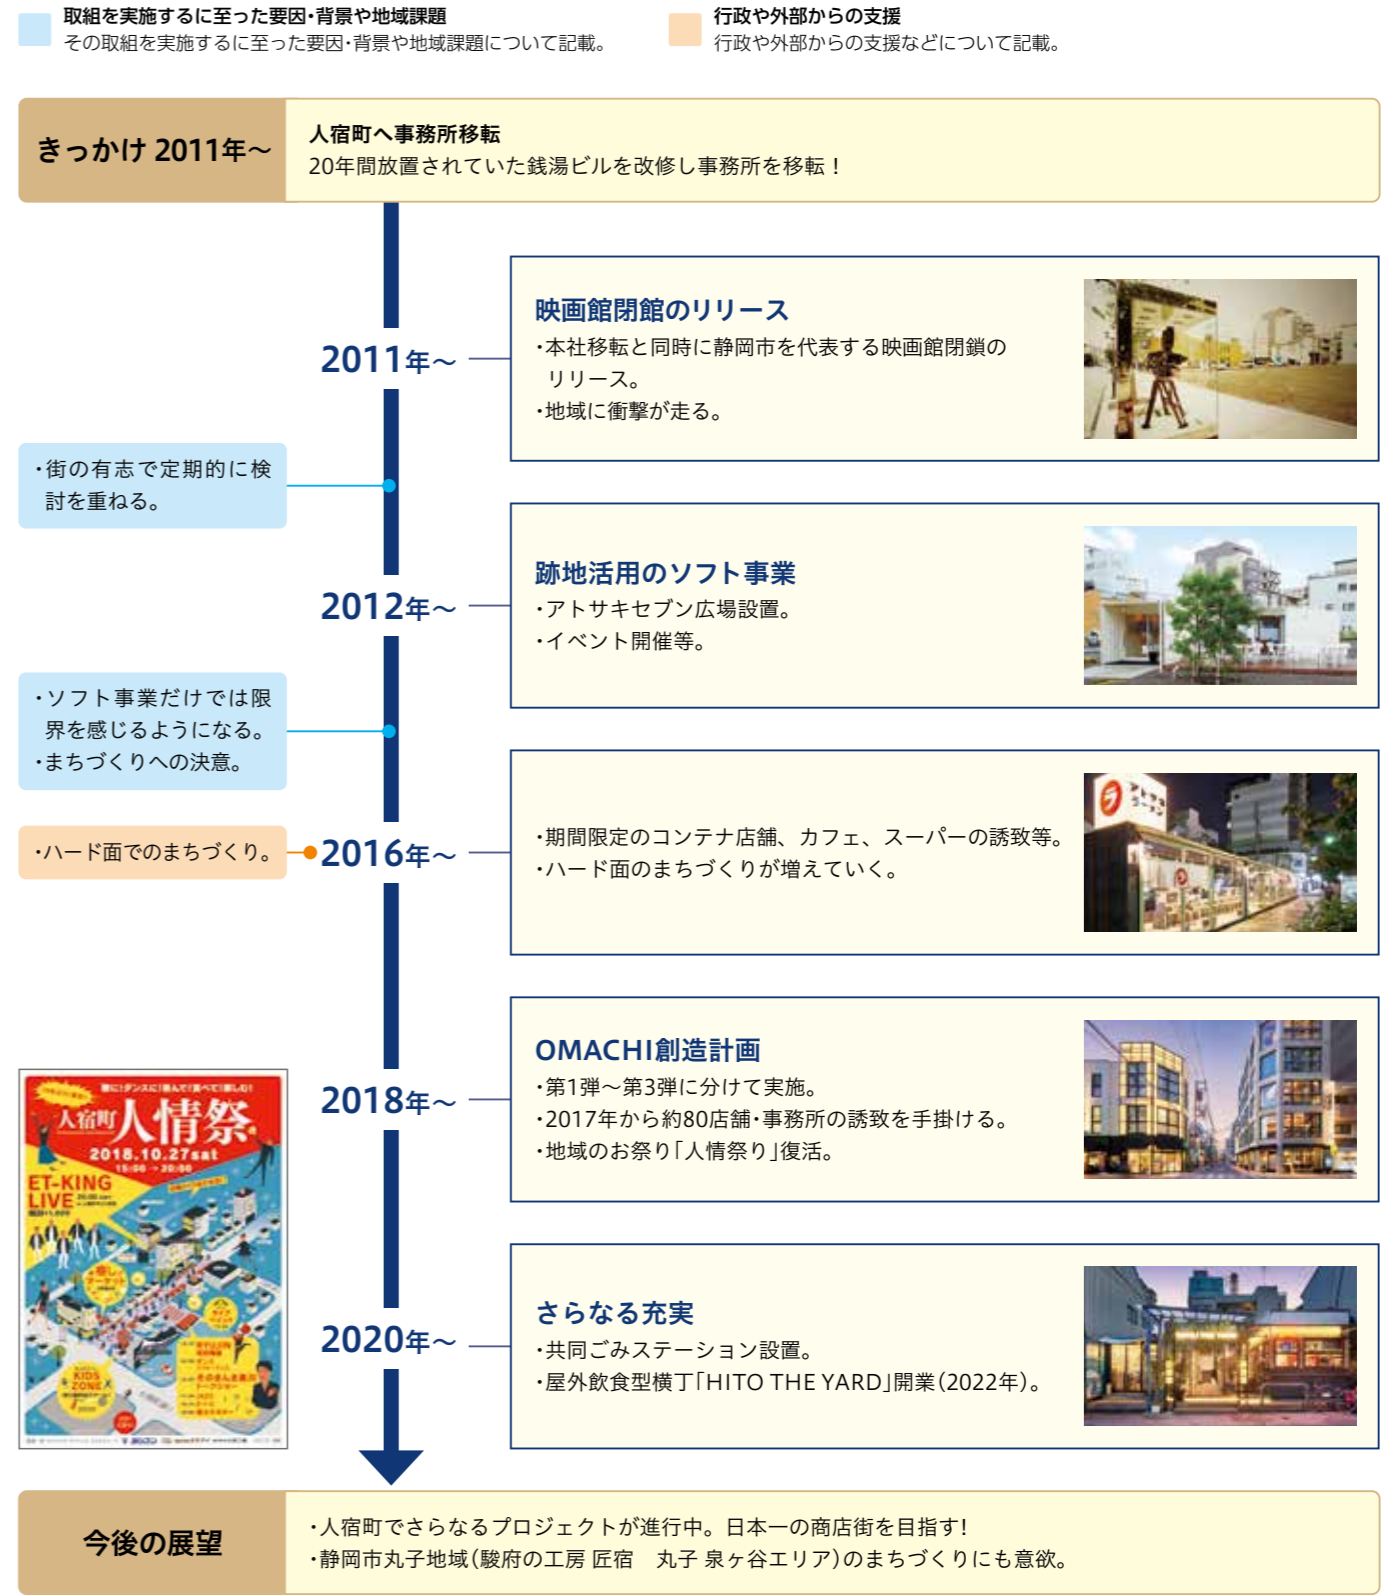 取組を実施するに至った要因・背景や地域課題
その取組を実施するに至った要因・背景や地域課題について記載。
行政や外部からの支援
行政や外部からの支援などについて記載。
きっかけ 2011年～
人宿町へ事務所移転
20年間放置されていた銭湯ビルを改修し事務所を移転！
2011年～
映画館閉館のリリース
・本社移転と同時に静岡市を代表する映画館閉鎖の
リリース。
・地域に衝撃が走る。
・街の有志で定期的に検
討を重ねる。
2012年～
跡地活用のソフト事業
・アトサキセブン広場設置。
・イベント開催等。
・ソフト事業だけでは限
界を感じるようになる。
・まちづくりへの決意。
・ハード面でのまちづくり。
2016年～
・期間限定のコンテナ店舗、カフェ、スーパーの誘致等。
・ハード面のまちづくりが増えていく。
2018年～
OMACHI創造計画
・第1弾～第3弾に分けて実施。
・2017年から約80店舗・事務所の誘致を手掛ける。
・地域のお祭り「人情祭り」復活。
人宿町人情祭
2018.10.27sat
15:00→20:00
ET-KING
LIVE
KIDS
ZONE
2020年～
さらなる充実
・共同ごみステーション設置。
・屋外飲食型横丁「HITO THE YARD」開業（2022年）。
今後の展望
・人宿町でさらなるプロジェクトが進行中。日本一の商店街を目指す！
・静岡市丸子地域（駿府の工房 匠宿　丸子 泉ヶ谷エリア）のまちづくりにも意欲。